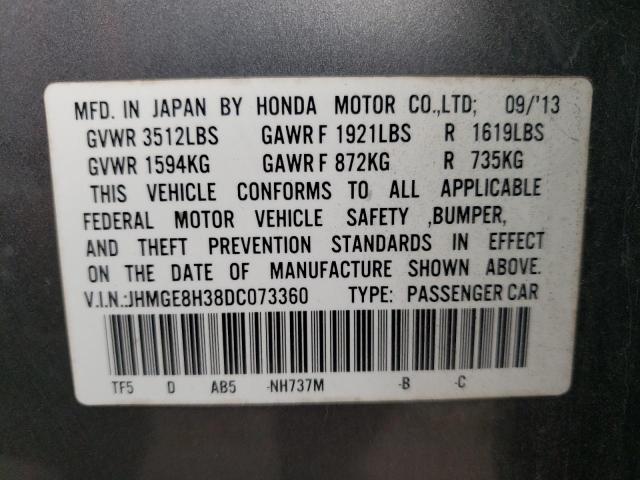 MFD. IN JAPAN BY HONDA MOTOR CO.,LTD; 09/'13
GVWR 3512LBS GAWR F 1921LBS R 1619LBS
GVWR 1594KG GAWR F 872KG R 735KG
THIS VEHICLE CONFORMS TO ALL APPLICABLE
FEDERAL MOTOR VEHICLE SAFETY ,BUMPER,
AND THEFT PREVENTION STANDARDS IN EFFECT
ON THE DATE OF MANUFACTURE SHOWN ABOVE.
V.I.N.:JHMGE8H38DC073360 TYPE: PASSENGER CAR
TF5 D AB5 -NH737M -B -C